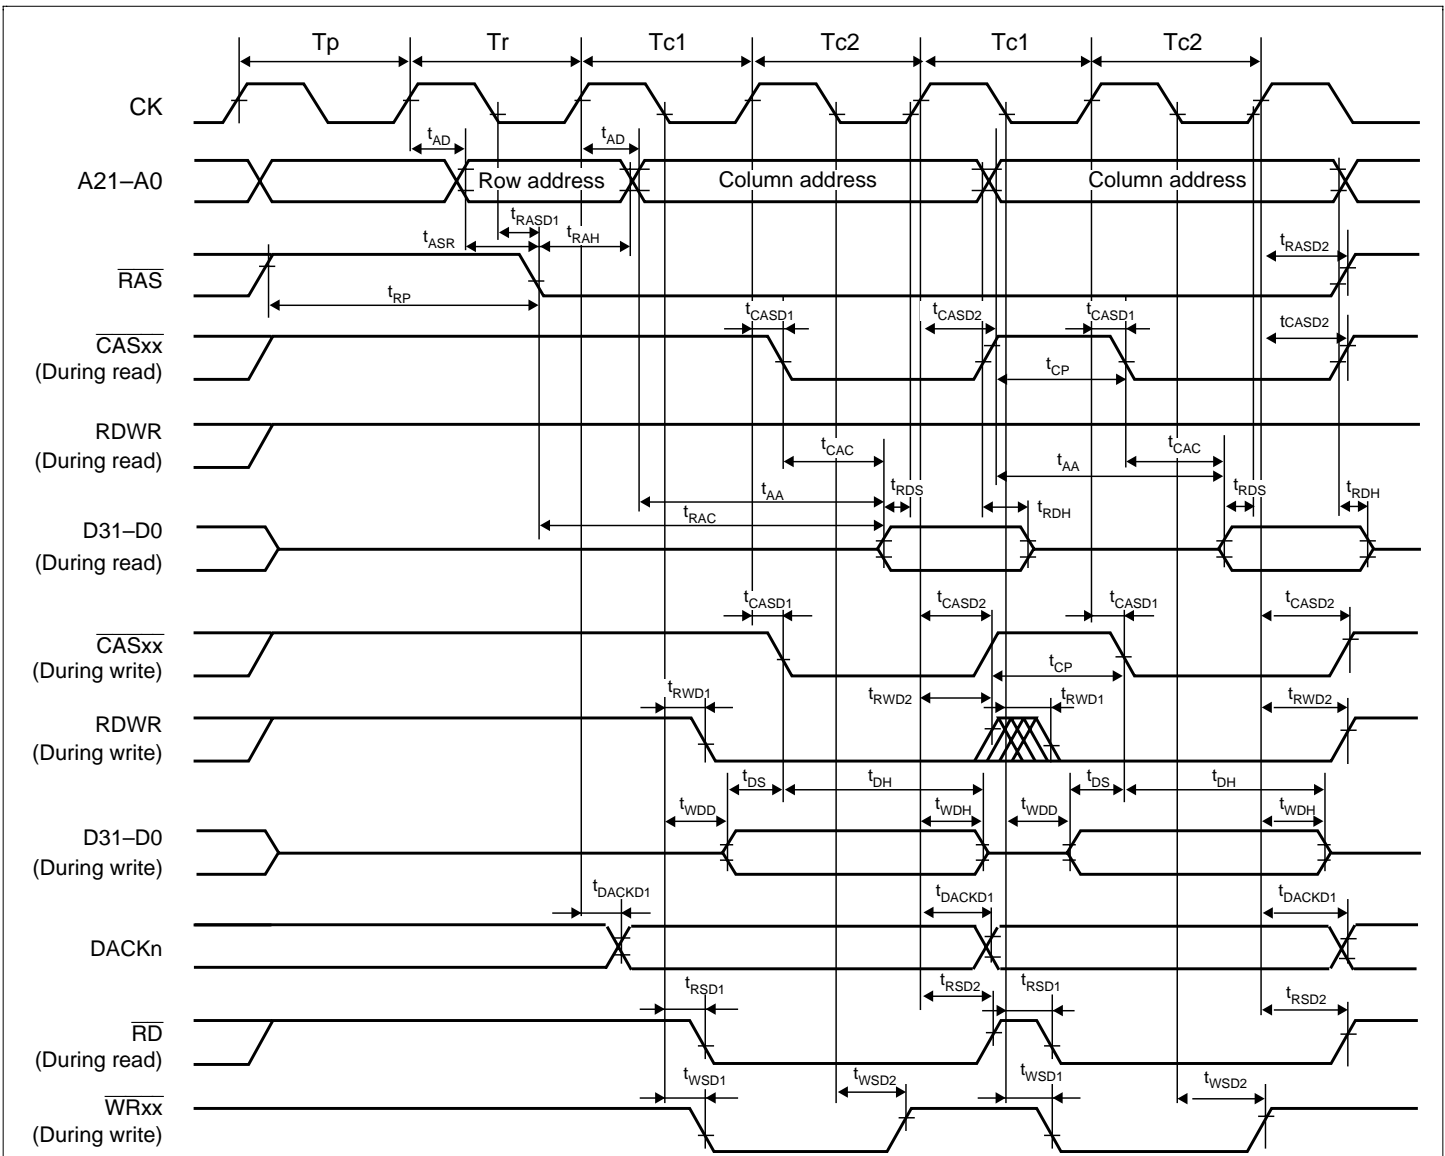 Tp Tr Tc1 Tc2 Tc1 Tc2
CK
tAD tAD
A21–A0 Row address Column address Column address
tRASD1
tASR tRAH tRASD2
RAS
tRP
tCASD1 tCASD2 tCASD1 tCASD2
CASxx
(During read)
tCP
RDWR
(During read)
tCAC tCAC
tAA
tRDS tRDS tRDH
tAA
tRAC tRDH
D31–D0
(During read)
tCASD1 tCASD2 tCASD1 tCASD2
CASxx
(During write)
tCP
tRWD1 tRWD2 tRWD1 tRWD2
RDWR
(During write)
tDS tDH tDS tDH
tWDD tWDH tWDD tWDH
D31–D0
(During write)
tDACKD1 tDACKD1 tDACKD1
DACKn
tRSD1 tRSD2 tRSD1 tRSD2
RD
(During read)
tWSD1 tWSD2 tWSD1 tWSD2
WRxx
(During write)